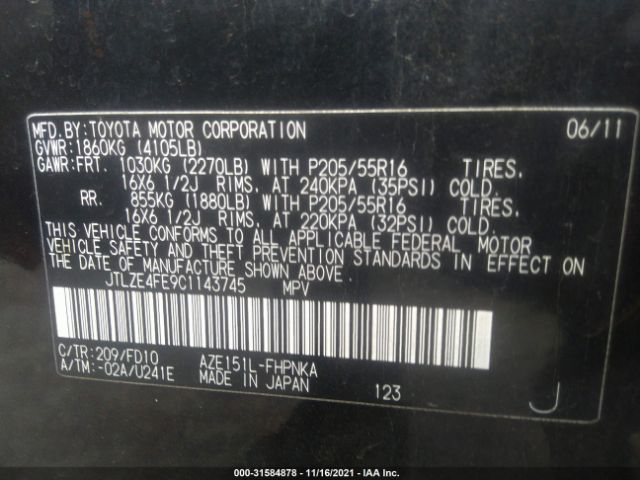 MFD.BY:TOYOTA MOTOR CORPORATION 06/11
GVWR:1860KG (4105LB)
GAWR:FRT. 1030KG (2270LB) WITH P205/55R16 TIRES.
16X6 1/2J RIMS. AT 240KPA (35PSI) COLD.
RR. 855KG (1880LB) WITH P205/55R16 TIRES.
16X6 1/2J RIMS. AT 220KPA (32PSI) COLD.
THIS VEHICLE CONFORMS TO ALL APPLICABLE FEDERAL MOTOR
VEHICLE SAFETY AND THEFT PREVENTION STANDARDS IN EFFECT ON
THE DATE OF MANUFACTURE SHOWN ABOVE.
JTLZE4FE9C1143745 MPV
C/TR:209/FD10 AZE151L-FHPNKA
A/TM:-02A/U241E MADE IN JAPAN 123 J
000-31584878 - 11/16/2021 - IAA Inc.